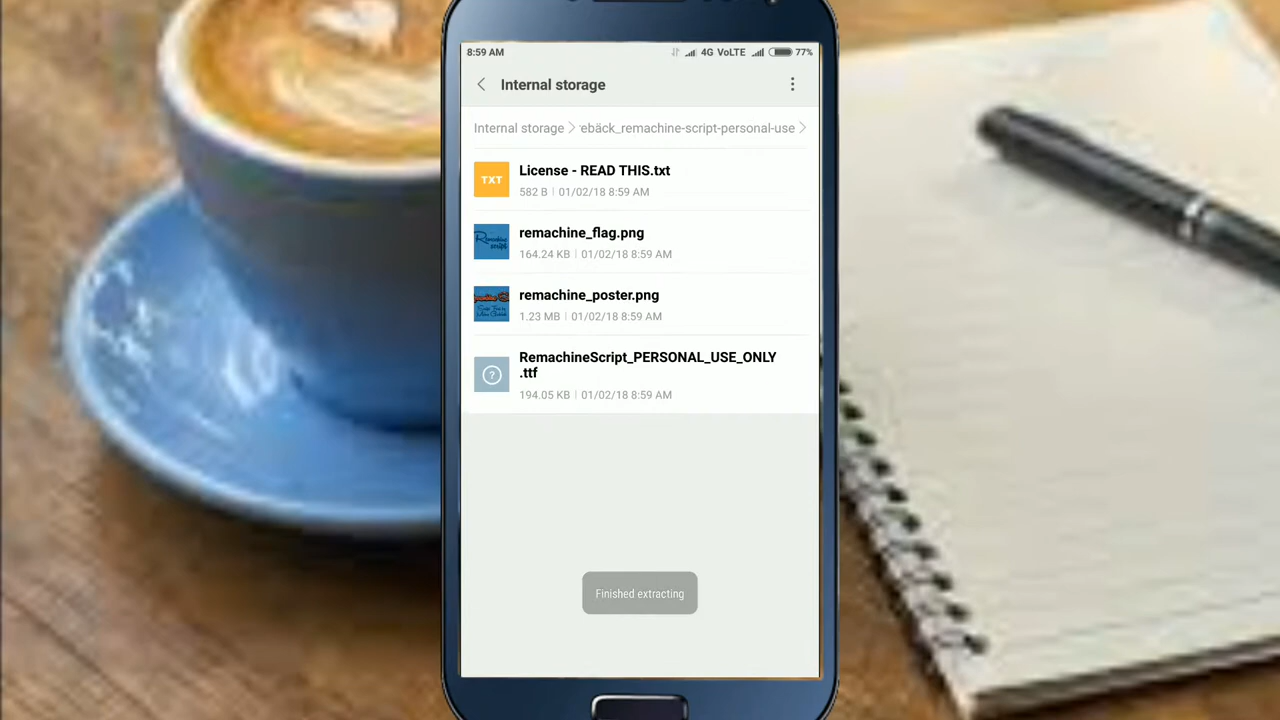 8:59 AM 4G VoLTE 77%
Internal storage
Internal storage ebäck_remachine-script-personal-use
TXT License - READ THIS.txt
582 B | 01/02/18 8:59 AM
remachine_flag.png
164.24 KB | 01/02/18 8:59 AM
remachine_poster.png
1.23 MB | 01/02/18 8:59 AM
RemachineScript_PERSONAL_USE_ONLY
.ttf
194.05 KB | 01/02/18 8:59 AM
Finished extracting